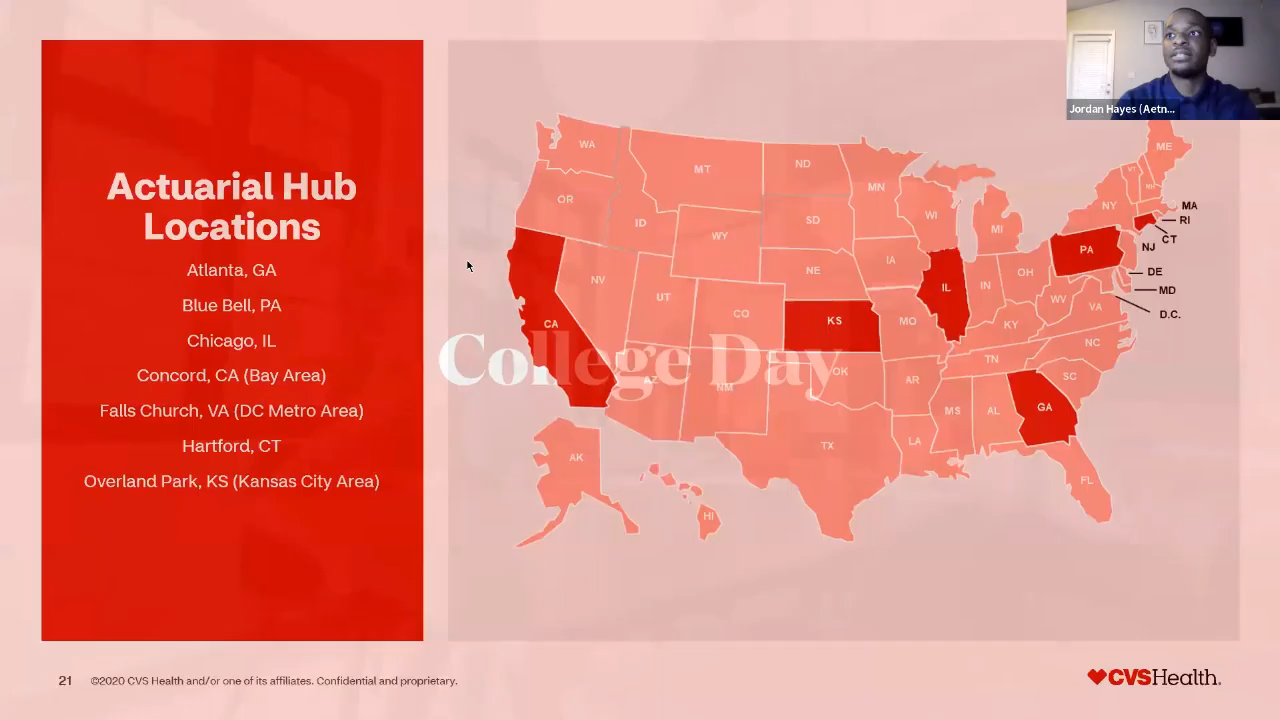 Actuarial Hub
Locations
Atlanta, GA
Blue Bell, PA
Chicago, IL
Concord, CA (Bay Area)
Falls Church, VA (DC Metro Area)
Hartford, CT
Overland Park, KS (Kansas City Area)
Jordan Hayes (Aetn...
WA
MT
ND
MN
ME
VT
NH
OR
ID
SD
WI
NY
MA
RI
WY
MI
CT
NJ
PA
IA
NE
NV
UT
CO
IL
IN
OH
DE
MD
WV
VA
D.C.
CA
KS
MO
KY
NC
College Day
AZ
NM
OK
AR
TN
SC
MS
AL
GA
TX
LA
AK
FL
HI
21 ©2020 CVS Health and/or one of its affiliates. Confidential and proprietary.
CVSHealth.